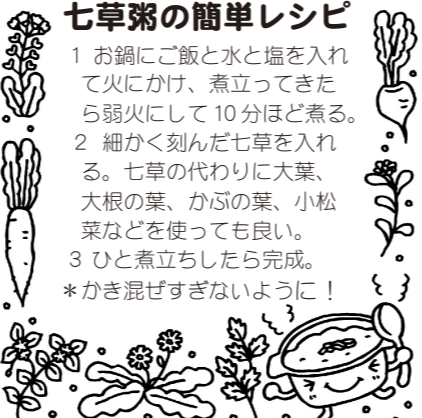 七草粥の簡単レシピ
1 お鍋にご飯と水と塩を入れ
て火にかけ、煮立ってきた
ら弱火にして10分ほど煮る。
2 細かく刻んだ七草を入れ
る。七草の代わりに大葉、
大根の葉、かぶの葉、小松
菜などを使っても良い。
3 ひと煮立ちしたら完成。
＊かき混ぜすぎないように！